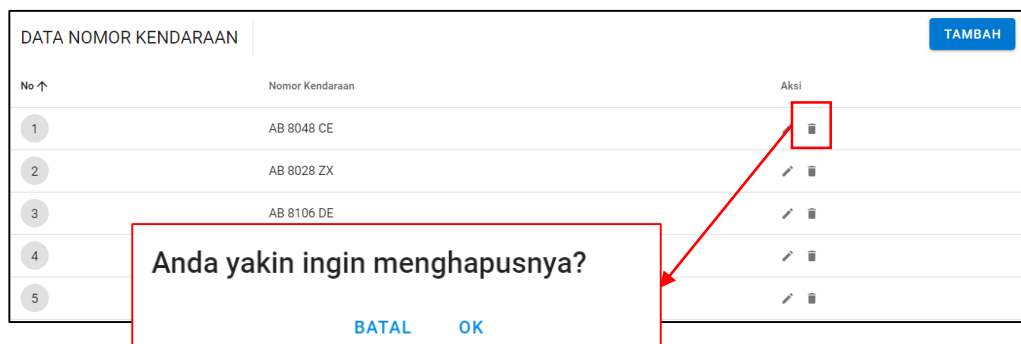 DATA NOMOR KENDARAAN TAMBAH
No Nomor Kendaraan Aksi
1 AB 8048 CE
2 AB 8028 ZX
3 AB 8106 DE
4
5
Anda yakin ingin menghapusnya?
BATAL OK